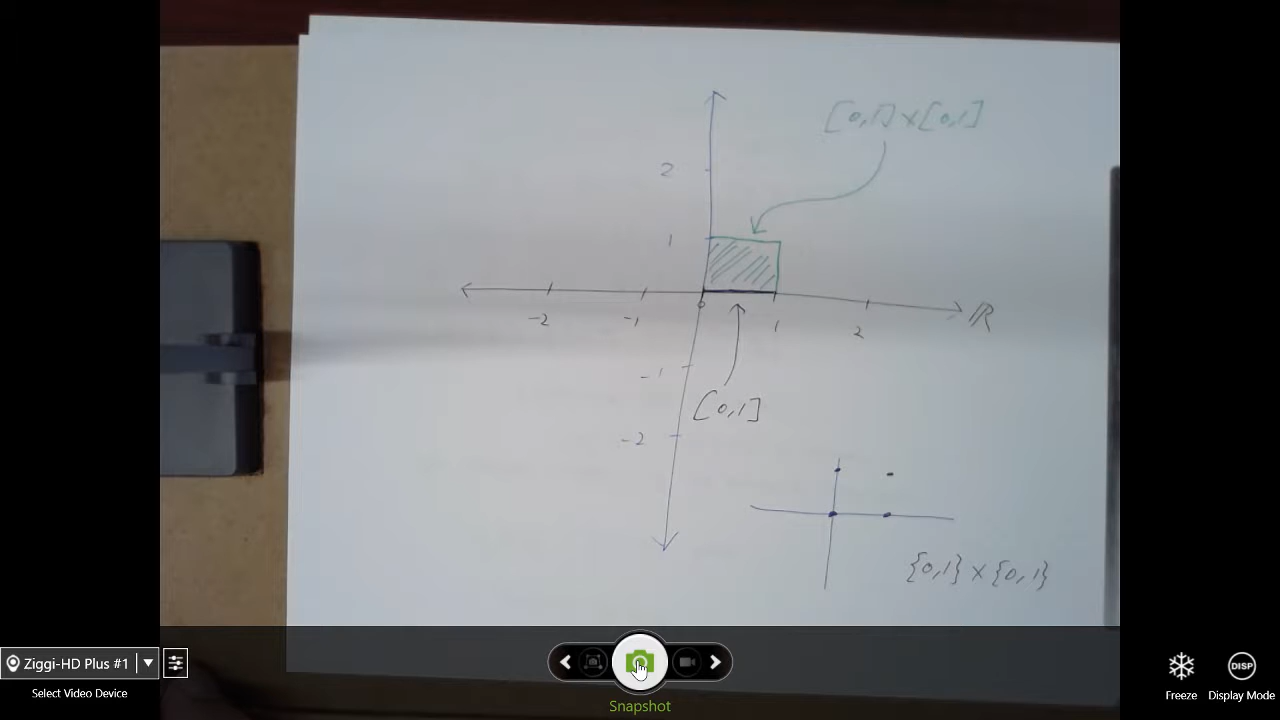 [0,1]×[0,1]
2
1
-2
-1
0
1
2
ℝ
-1
[0,1]
-2
{0,1}×{0,1}
Ziggi-HD Plus #1
Select Video Device
Snapshot
DISP
Freeze
Display Mode